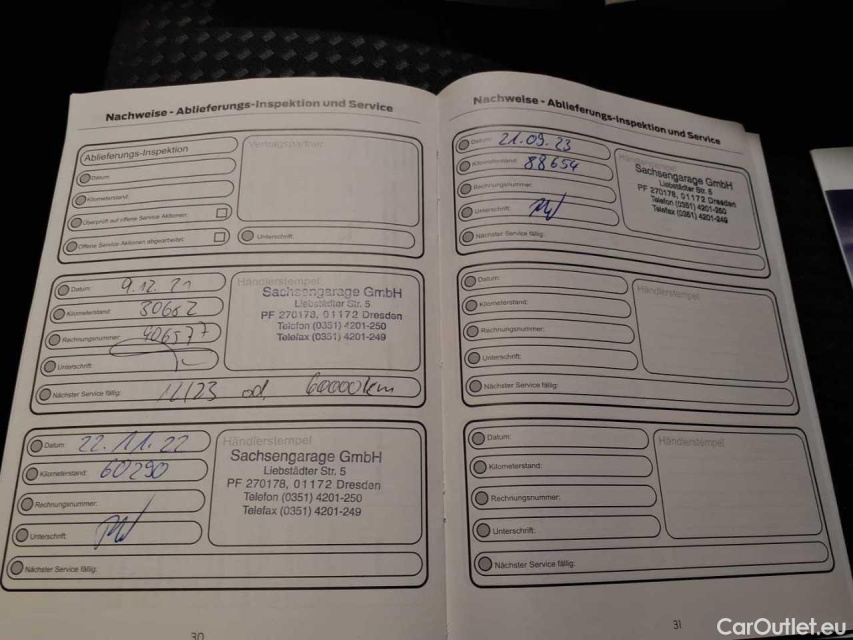 Nachweise - Ablieferungs-Inspektion und Service
Ablieferungs-Inspektion
Vertragspartner
Datum:
Kilometerstand:
Überprüft auf offene Service Aktionen:
Offene Service Aktionen abgearbeitet:
Unterschrift:
Datum: 9.12.21
Kilometerstand: 30662
Rechnungsnummer: 406577
Unterschrift:
Nächster Service fällig: 12/23 od. 60000km
Händlerstempel
Sachsengarage GmbH
Liebstädter Str. 5
PF 270178, 01172 Dresden
Telefon (0351) 4201-250
Telefax (0351) 4201-249
Datum: 22.11.22
Kilometerstand: 60290
Rechnungsnummer:
Unterschrift:
Nächster Service fällig:
Händlerstempel
Sachsengarage GmbH
Liebstädter Str. 5
PF 270178, 01172 Dresden
Telefon (0351) 4201-250
Telefax (0351) 4201-249
30
Nachweise - Ablieferungs-Inspektion und Service
Datum: 21.09.23
Kilometerstand: 88654
Rechnungsnummer:
Unterschrift:
Nächster Service fällig:
Händlerstempel
Sachsengarage GmbH
Liebstädter Str. 5
PF 270178, 01172 Dresden
Telefon (0351) 4201-250
Telefax (0351) 4201-249
Datum:
Kilometerstand:
Rechnungsnummer:
Unterschrift:
Nächster Service fällig:
Händlerstempel
Datum:
Kilometerstand:
Rechnungsnummer:
Unterschrift:
Nächster Service fällig:
Händlerstempel
31
CarOutlet.eu